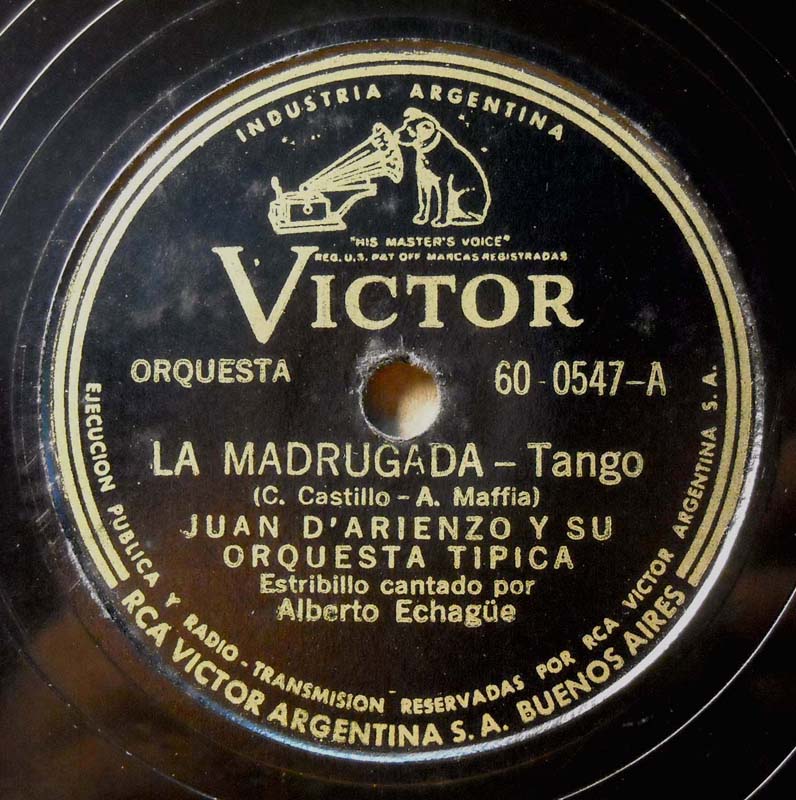 INDUSTRIA ARGENTINA
"HIS MASTER'S VOICE"
REG. U.S. PAT OFF MARCAS REGISTRADAS
VICTOR
ORQUESTA
60-0547-A
LA MADRUGADA - Tango
(C. Castillo - A. Maffia)
JUAN D'ARIENZO Y SU
ORQUESTA TIPICA
Estribillo cantado por
Alberto Echagüe
EJECUCION PUBLICA Y RADIO-TRANSMISION RESERVADAS POR RCA VICTOR ARGENTINA S. A.
RCA VICTOR ARGENTINA S. A. BUENOS AIRES